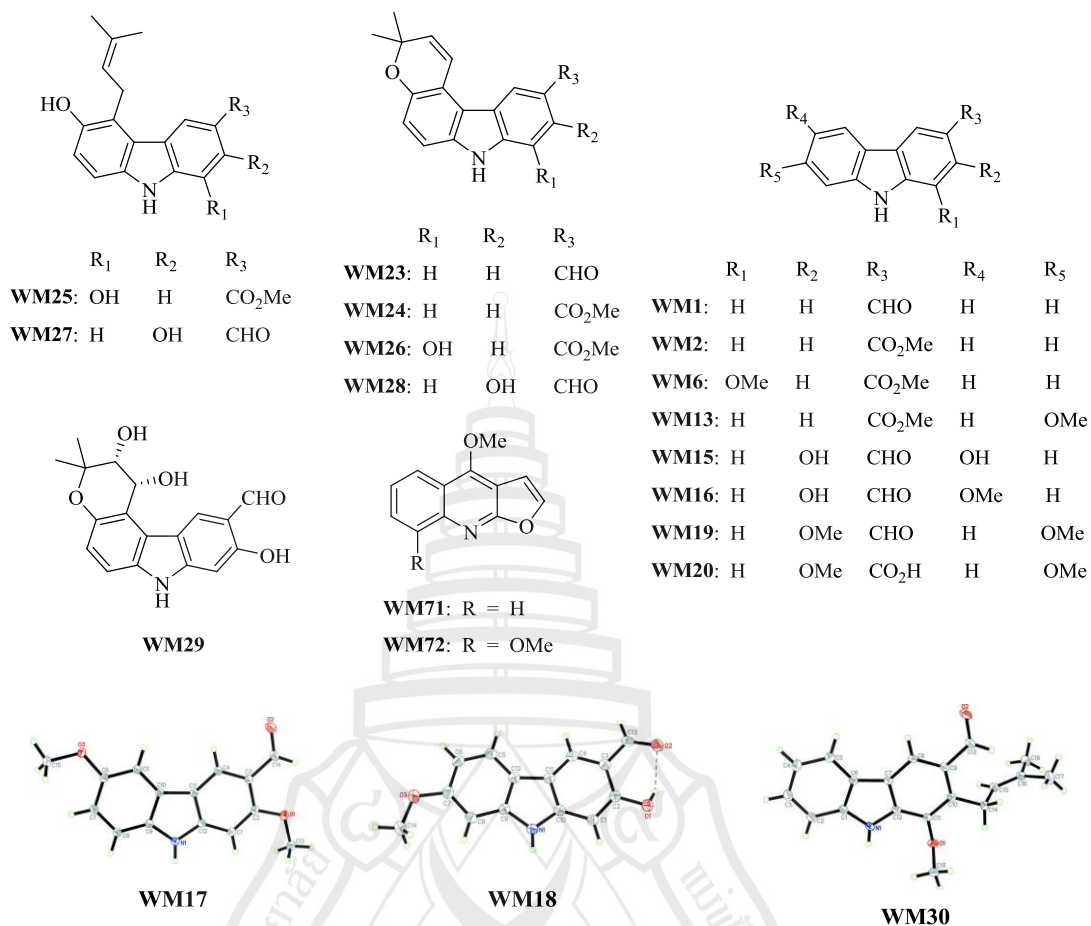 HO
R3
R2
N
H
R1
R1 R2 R3
WM25: OH H CO2Me
WM27: H OH CHO
O
R3
R2
N
H
R1
R1 R2 R3
WM23: H H CHO
WM24: H H CO2Me
WM26: OH H CO2Me
WM28: H OH CHO
R4
R3
R5
R2
N
H
R1
R1 R2 R3 R4 R5
WM1: H H CHO H H
WM2: H H CO2Me H H
WM6: OMe H CO2Me H H
WM13: H H CO2Me H OMe
WM15: H OH CHO OH H
WM16: H OH CHO OMe H
WM19: H OMe CHO H OMe
WM20: H OMe CO2H H OMe
OH
OH
O
CHO
OH
N
H
WM29
OMe
N
O
R
WM71: R = H
WM72: R = OMe
WM17
WM18
WM30